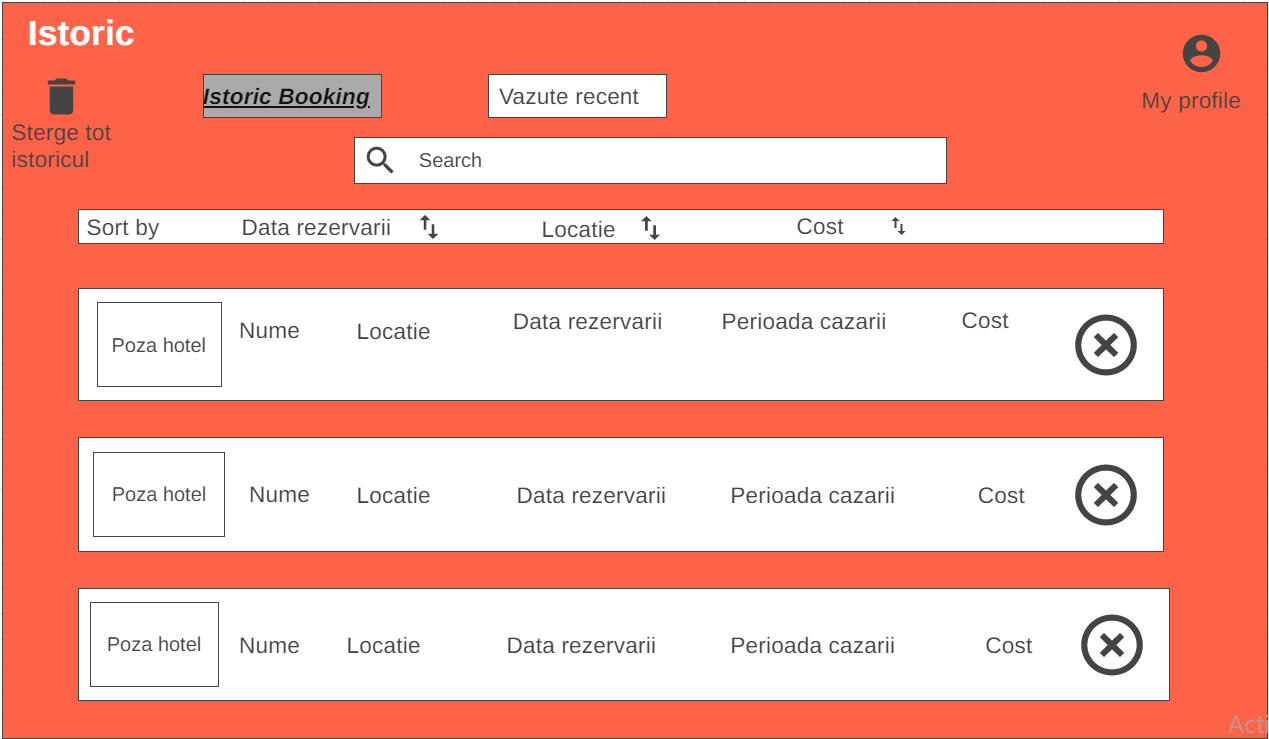 Istoric
My profile
Sterge tot
istoricul
Istoric Booking
Vazute recent
Search
Sort by Data rezervarii Locatie Cost
Poza hotel Nume Locatie Data rezervarii Perioada cazarii Cost
Poza hotel Nume Locatie Data rezervarii Perioada cazarii Cost
Poza hotel Nume Locatie Data rezervarii Perioada cazarii Cost